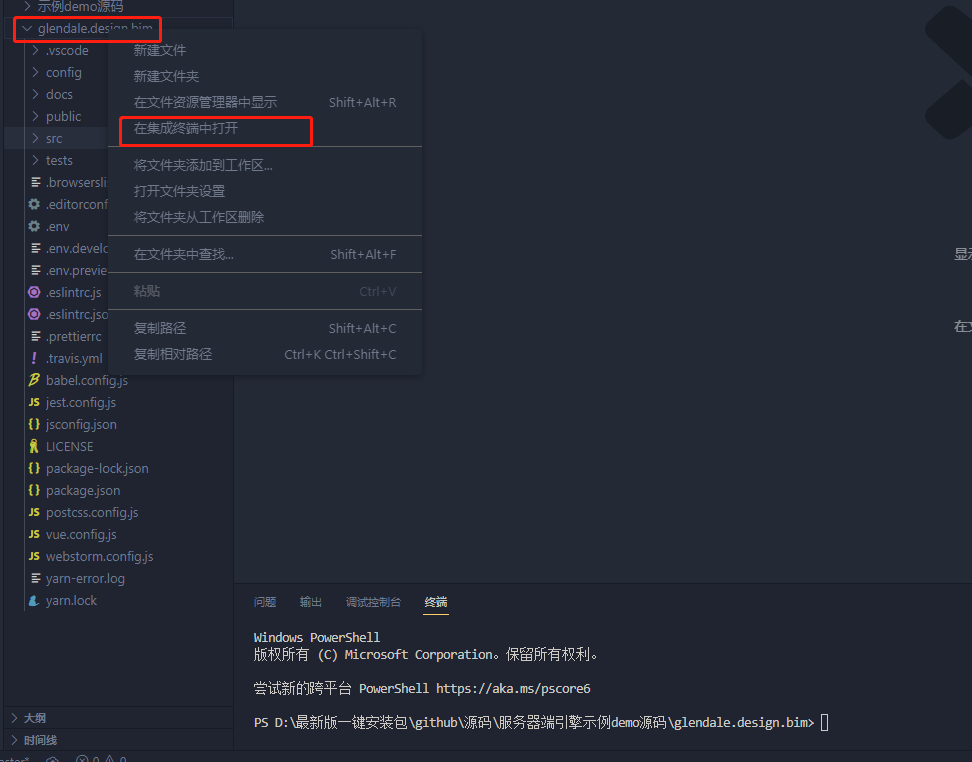 示例demo源码
glendale.design.bim
.vscode
config
docs
public
src
tests
.browsersli
.editorconf
.env
.env.develo
.env.previe
.eslintrc.js
.eslintrc.jso
.prettierrc
.travis.yml
babel.config.js
jest.config.js
jsconfig.json
LICENSE
package-lock.json
package.json
postcss.config.js
vue.config.js
webstorm.config.js
yarn-error.log
yarn.lock
大纲
时间线
新建文件
新建文件夹
在文件资源管理器中显示 Shift+Alt+R
在集成终端中打开
将文件夹添加到工作区...
打开文件夹设置
将文件夹从工作区删除
在文件夹中查找... Shift+Alt+F
粘贴 Ctrl+V
复制路径 Shift+Alt+C
复制相对路径 Ctrl+K Ctrl+Shift+C
显示
在文
问题 输出 调试控制台 终端
Windows PowerShell
版权所有 (C) Microsoft Corporation。保留所有权利。
尝试新的跨平台 PowerShell https://aka.ms/pscore6
PS D:\最新版一键安装包\github\源码\服务器端引擎示例demo源码\glendale.design.bim>